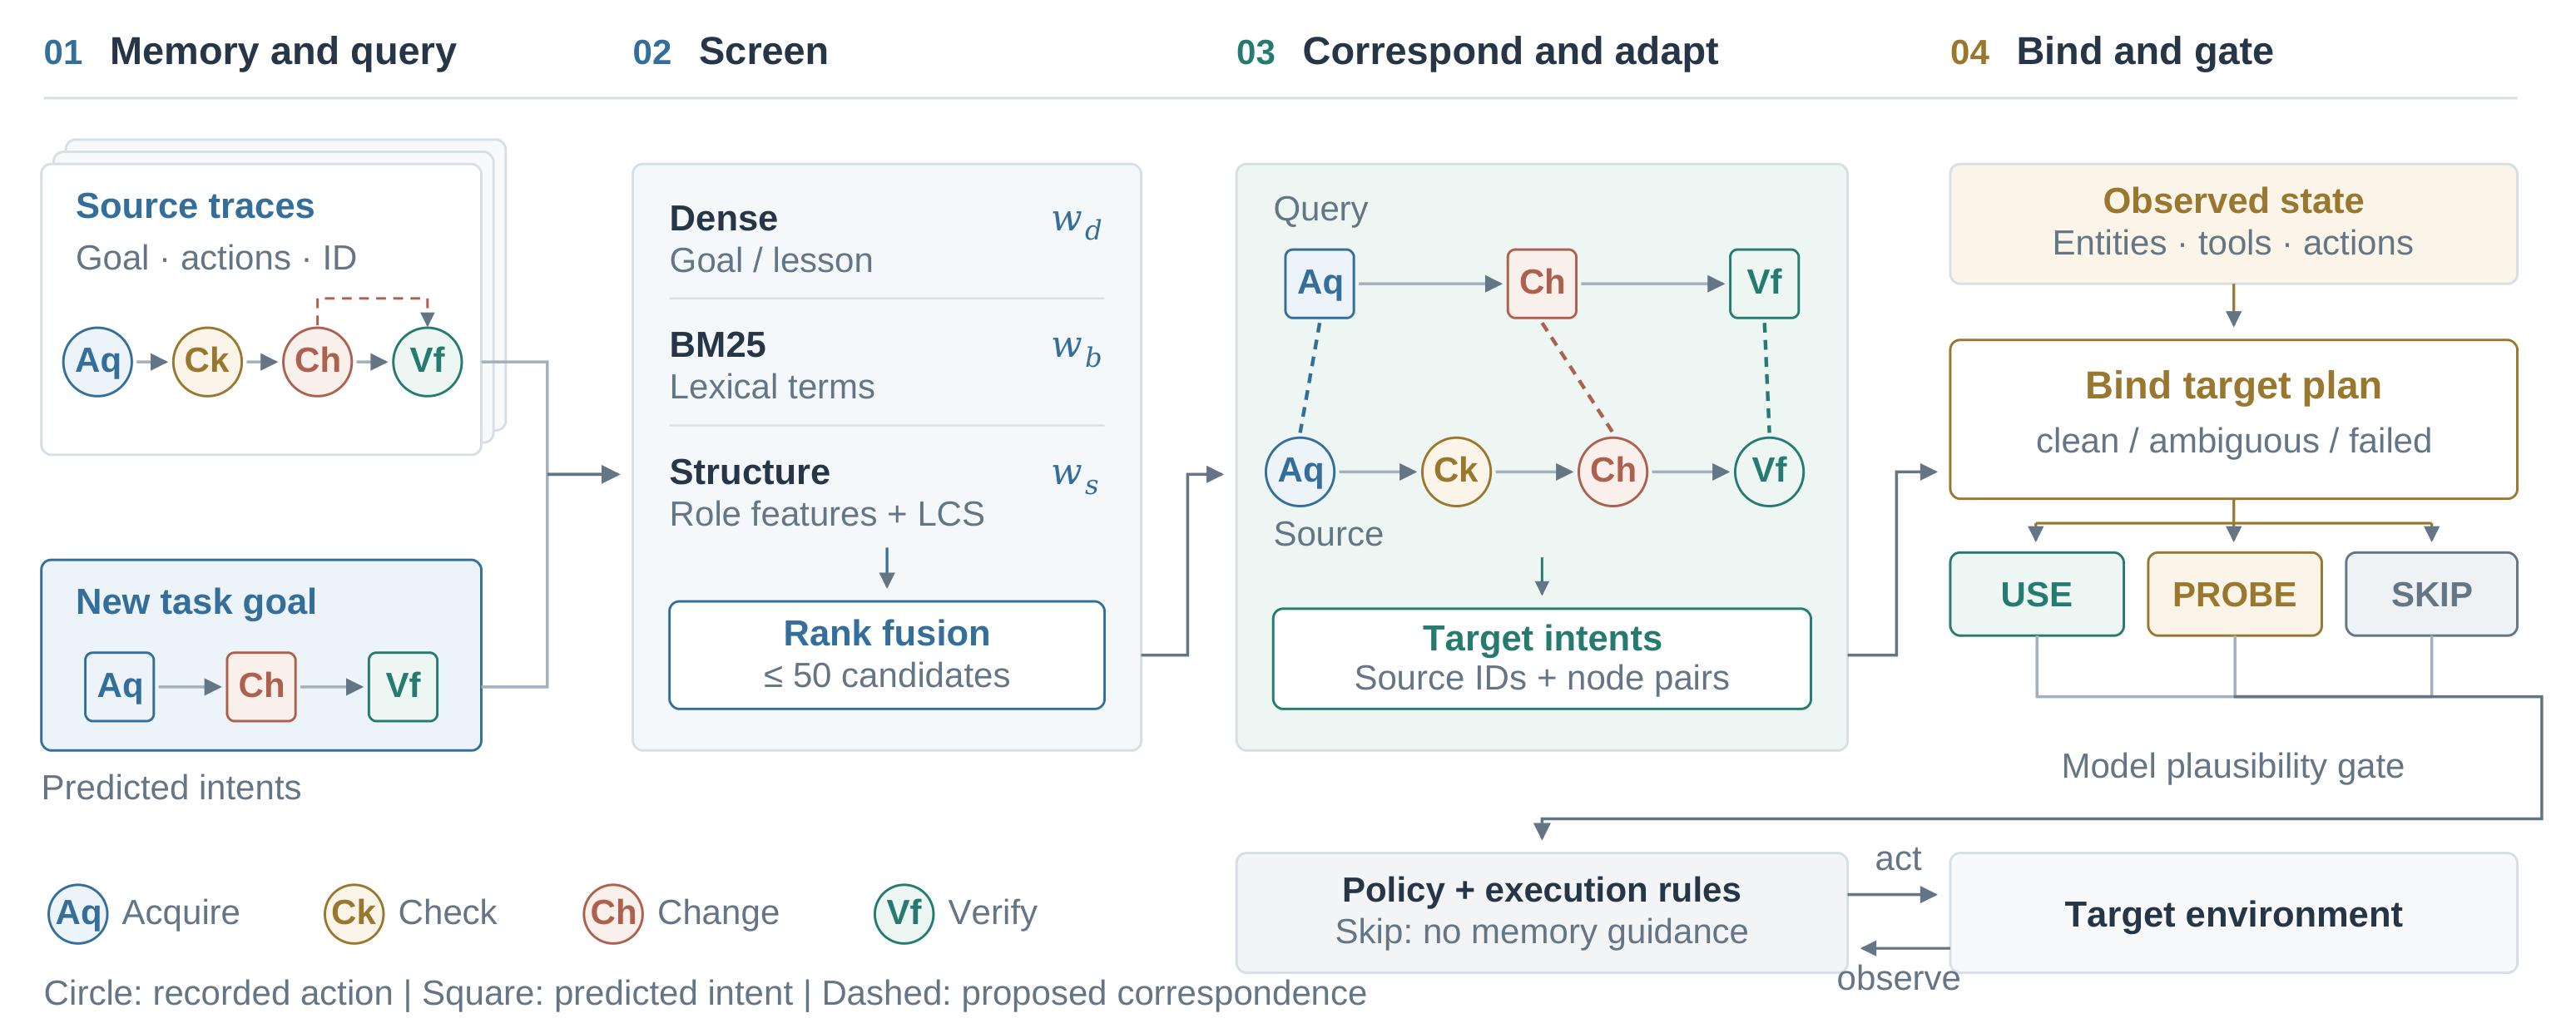 01 Memory and query
02 Screen
03 Correspond and adapt
04 Bind and gate
Source traces
Goal · actions · ID
Aq Ck Ch Vf
New task goal
Aq Ch Vf
Predicted intents
Dense w_d
Goal / lesson
BM25 w_b
Lexical terms
Structure w_s
Role features + LCS
Rank fusion
≤ 50 candidates
Query
Aq Ch Vf
Aq Ck Ch Vf
Source
Target intents
Source IDs + node pairs
Observed state
Entities · tools · actions
Bind target plan
clean / ambiguous / failed
USE PROBE SKIP
Model plausibility gate
Policy + execution rules
Skip: no memory guidance
act
observe
Target environment
Aq Acquire Ck Check Ch Change Vf Verify
Circle: recorded action | Square: predicted intent | Dashed: proposed correspondence